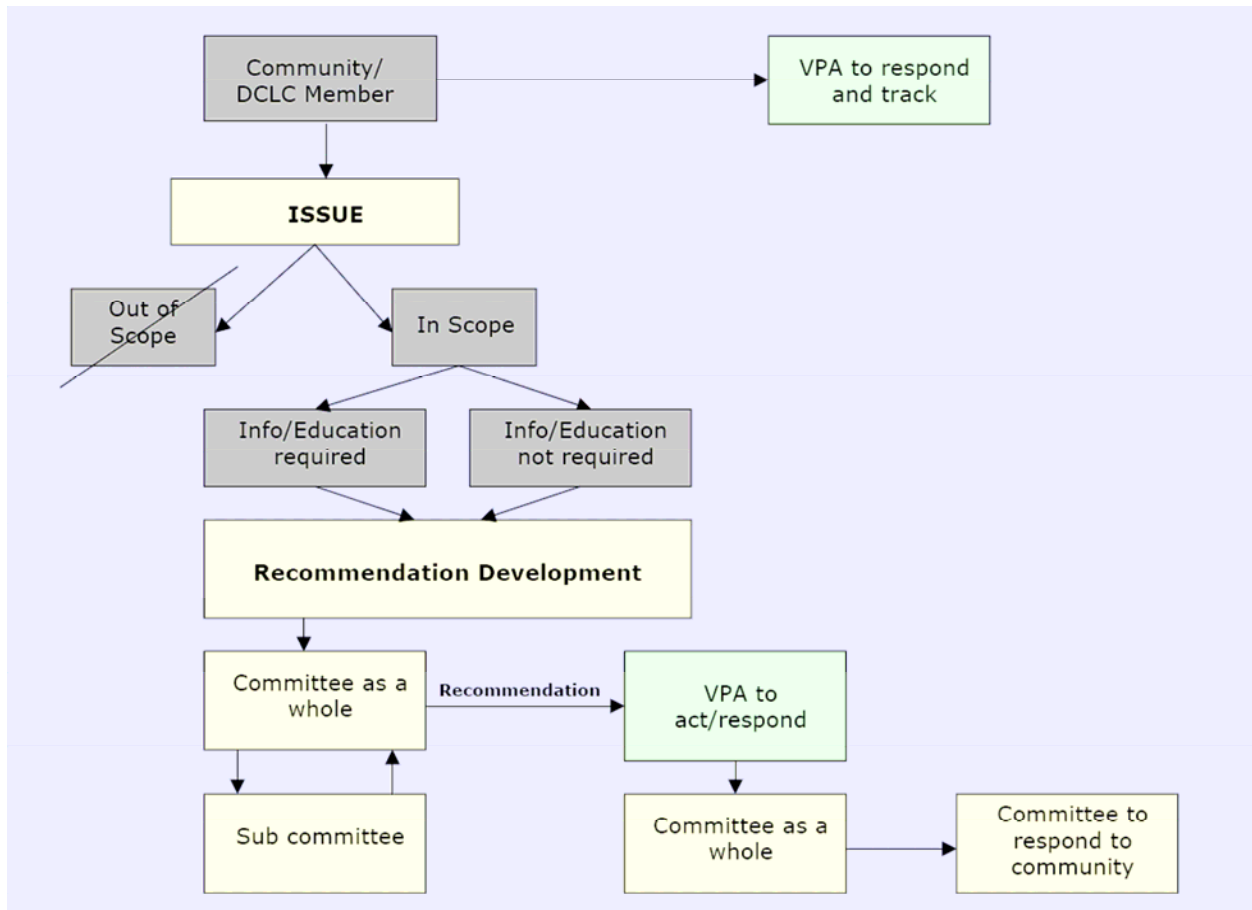 Community/
DCLC Member
VPA to respond
and track
ISSUE
Out of
Scope
In Scope
Info/Education
required
Info/Education
not required
Recommendation Development
Committee as a
whole
Recommendation
VPA to
act/respond
Sub committee
Committee as a
whole
Committee to
respond to
community